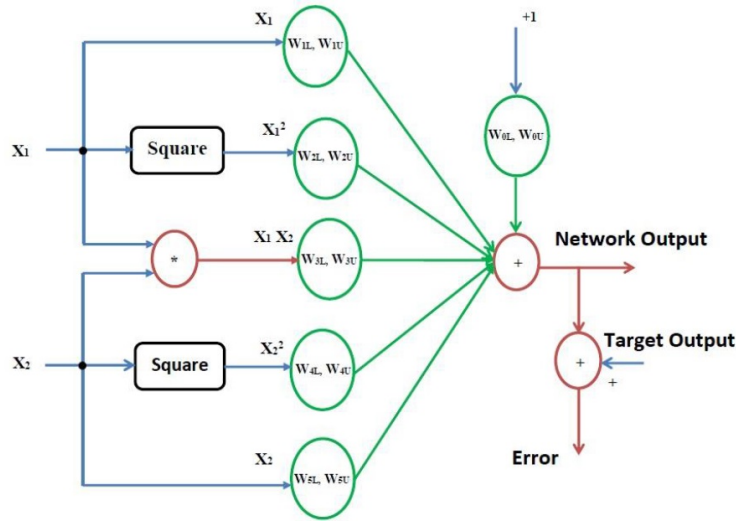 X₁
+1
W₁L, W₁U
X₁
Square
X₁²
W₂L, W₂U
W₀L, W₀U
*
X₁ X₂
W₃L, W₃U
+
Network Output
X₂
Square
X₂²
W₄L, W₄U
+
Target Output
+
X₂
W₅L, W₅U
Error